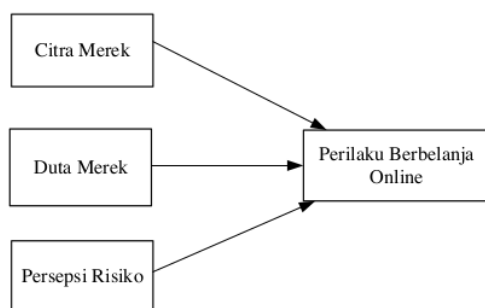 Citra Merek
Duta Merek
Perilaku Berbelanja
Online
Persepsi Risiko